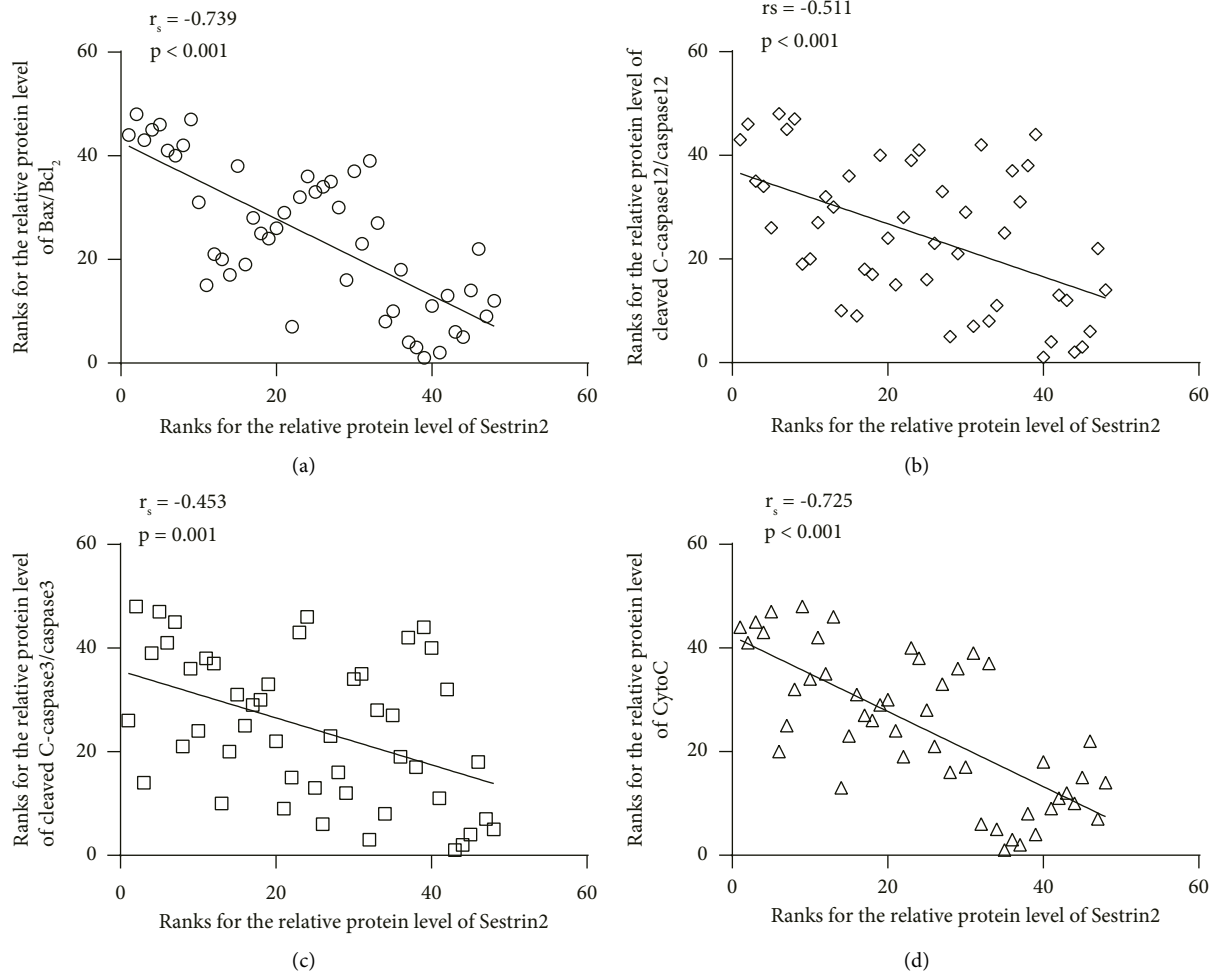 r_s = -0.739
p < 0.001
60
40
20
0
0 20 40 60
Ranks for the relative protein level
of Bax/Bcl_2
Ranks for the relative protein level of Sestrin2
(a)
rs = -0.511
p < 0.001
60
40
20
0
0 20 40 60
Ranks for the relative protein level of
cleaved C-caspase12/caspase12
Ranks for the relative protein level of Sestrin2
(b)
r_s = -0.453
p = 0.001
60
40
20
0
0 20 40 60
Ranks for the relative protein level
of cleaved C-caspase3/caspase3
Ranks for the relative protein level of Sestrin2
(c)
r_s = -0.725
p < 0.001
60
40
20
0
0 20 40 60
Ranks for the relative protein level
of CytoC
Ranks for the relative protein level of Sestrin2
(d)